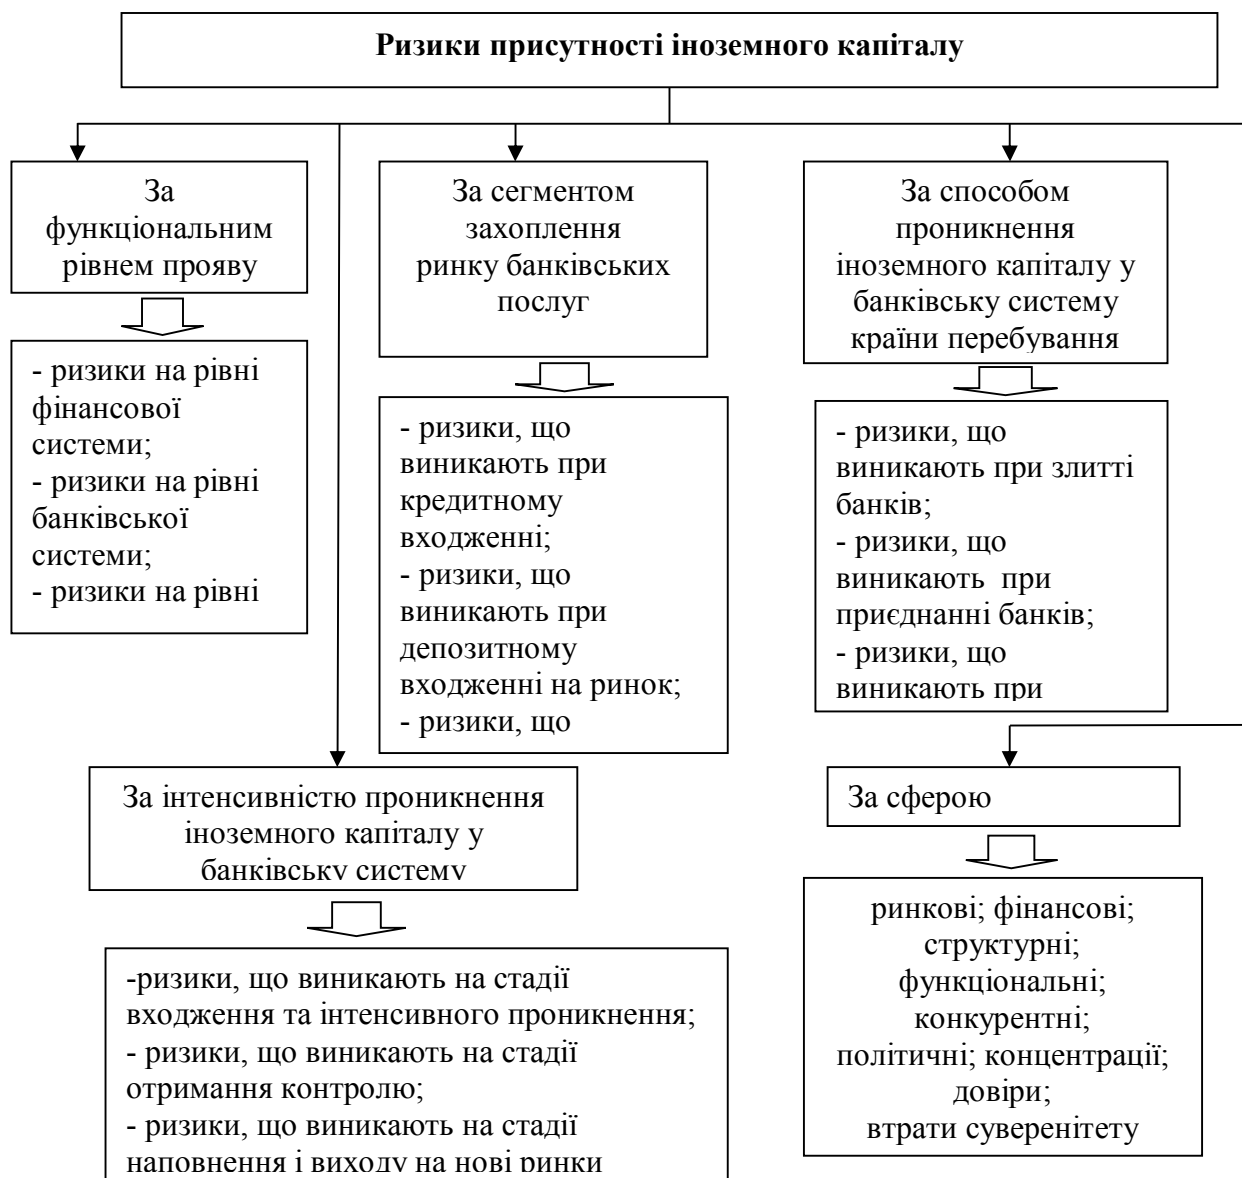 Ризики присутності іноземного капіталу
За
функціональним
рівнем прояву
- ризики на рівні
фінансової
системи;
- ризики на рівні
банківської
системи;
- ризики на рівні
За сегментом
захоплення
ринку банківських
послуг
- ризики, що
виникають при
кредитному
входженні;
- ризики, що
виникають при
депозитному
входженні на ринок;
- ризики, що
За способом
проникнення
іноземного капіталу у
банківську систему
країни перебування
- ризики, що
виникають при злитті
банків;
- ризики, що
виникають при
приєднанні банків;
- ризики, що
виникають при
За інтенсивністю проникнення
іноземного капіталу у
банківську систему
-ризики, що виникають на стадії
входження та інтенсивного проникнення;
- ризики, що виникають на стадії
отримання контролю;
- ризики, що виникають на стадії
наповнення і виходу на нові ринки
За сферою
ринкові; фінансові;
структурні;
функціональні;
конкурентні;
політичні; концентрації;
довіри;
втрати суверенітету